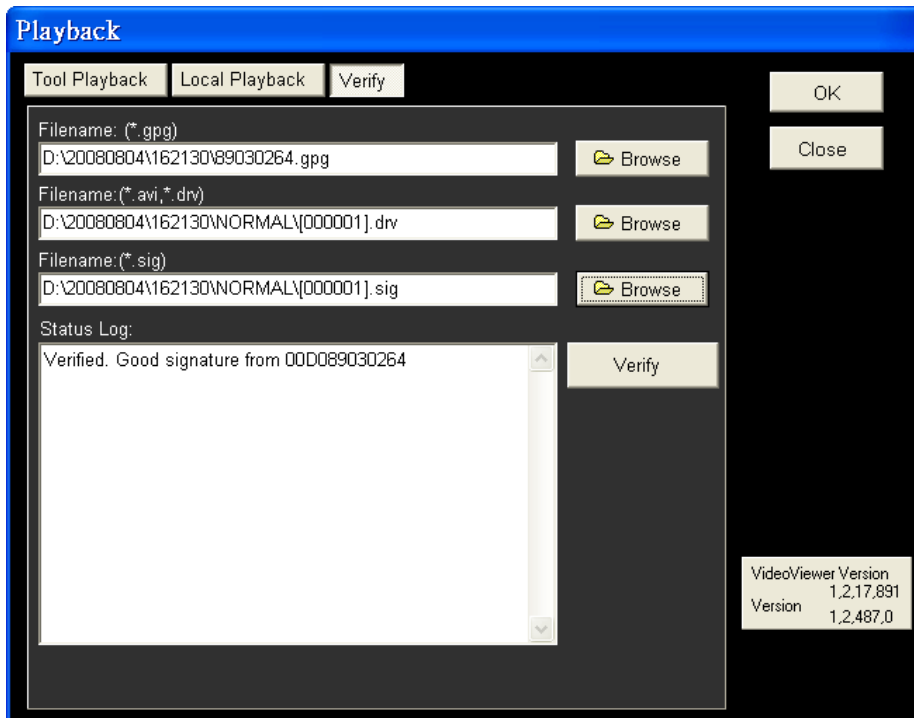 Playback
Tool Playback Local Playback Verify
OK
Close
Filename: (*.gpg)
D:\20080804\162130\89030264.gpg
Browse
Filename:(*.avi,*.drv)
D:\20080804\162130\NORMAL\[000001].drv
Browse
Filename:(*.sig)
D:\20080804\162130\NORMAL\[000001].sig
Browse
Status Log:
Verified. Good signature from 00D089030264
Verify
VideoViewer Version
1,2,17,891
Version
1,2,487,0